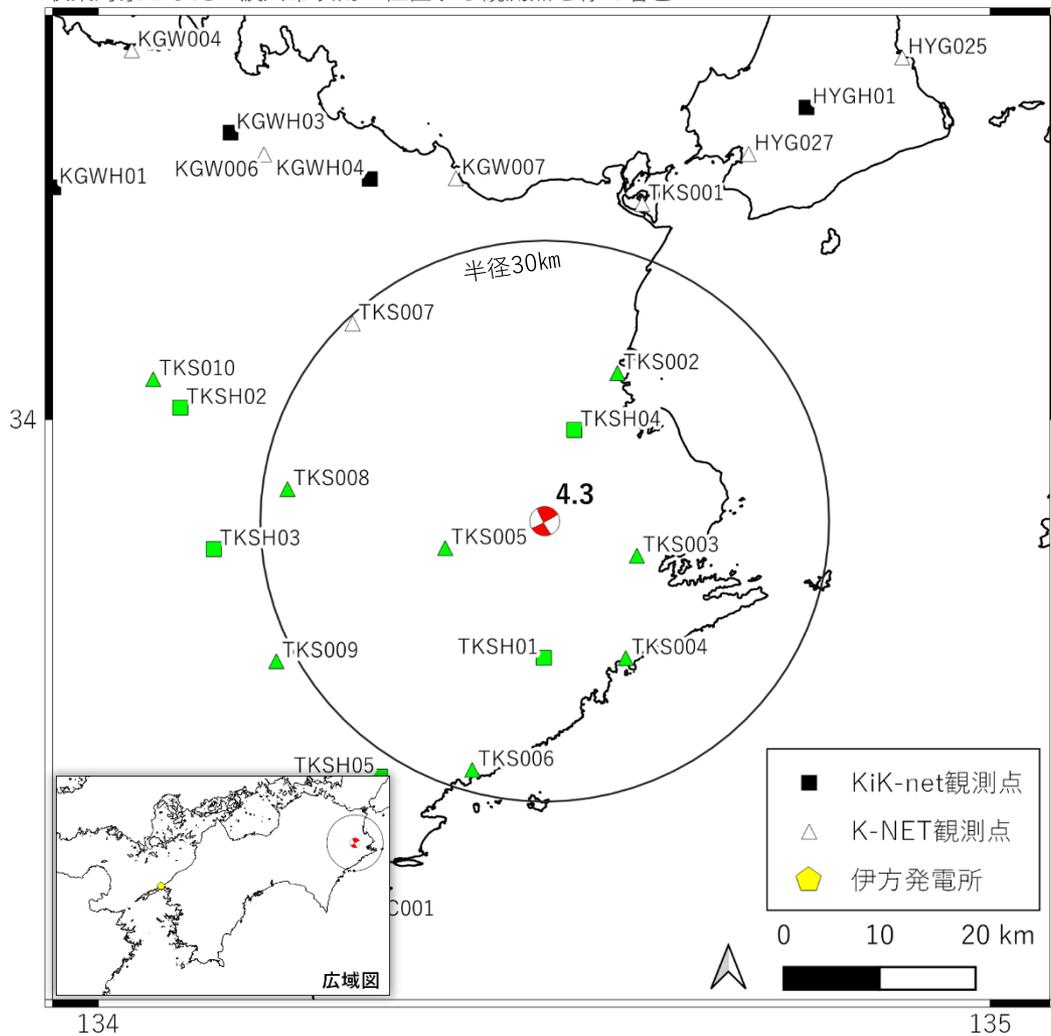 KGW004
HYG025
HYGH01
KGWH03
HYG027
KGW006
KGWH04
KGW007
KGWH01
TKS001
半径30km
TKS007
TKS010
TKS002
TKSH02
34
TKSH04
TKS008
4.3
TKSH03
TKS005
TKS003
TKS009
TKSH01
TKS004
TKSH05
TKS006
KiK-net観測点
K-NET観測点
伊方発電所
C001
0 10 20 km
広域図
134
135